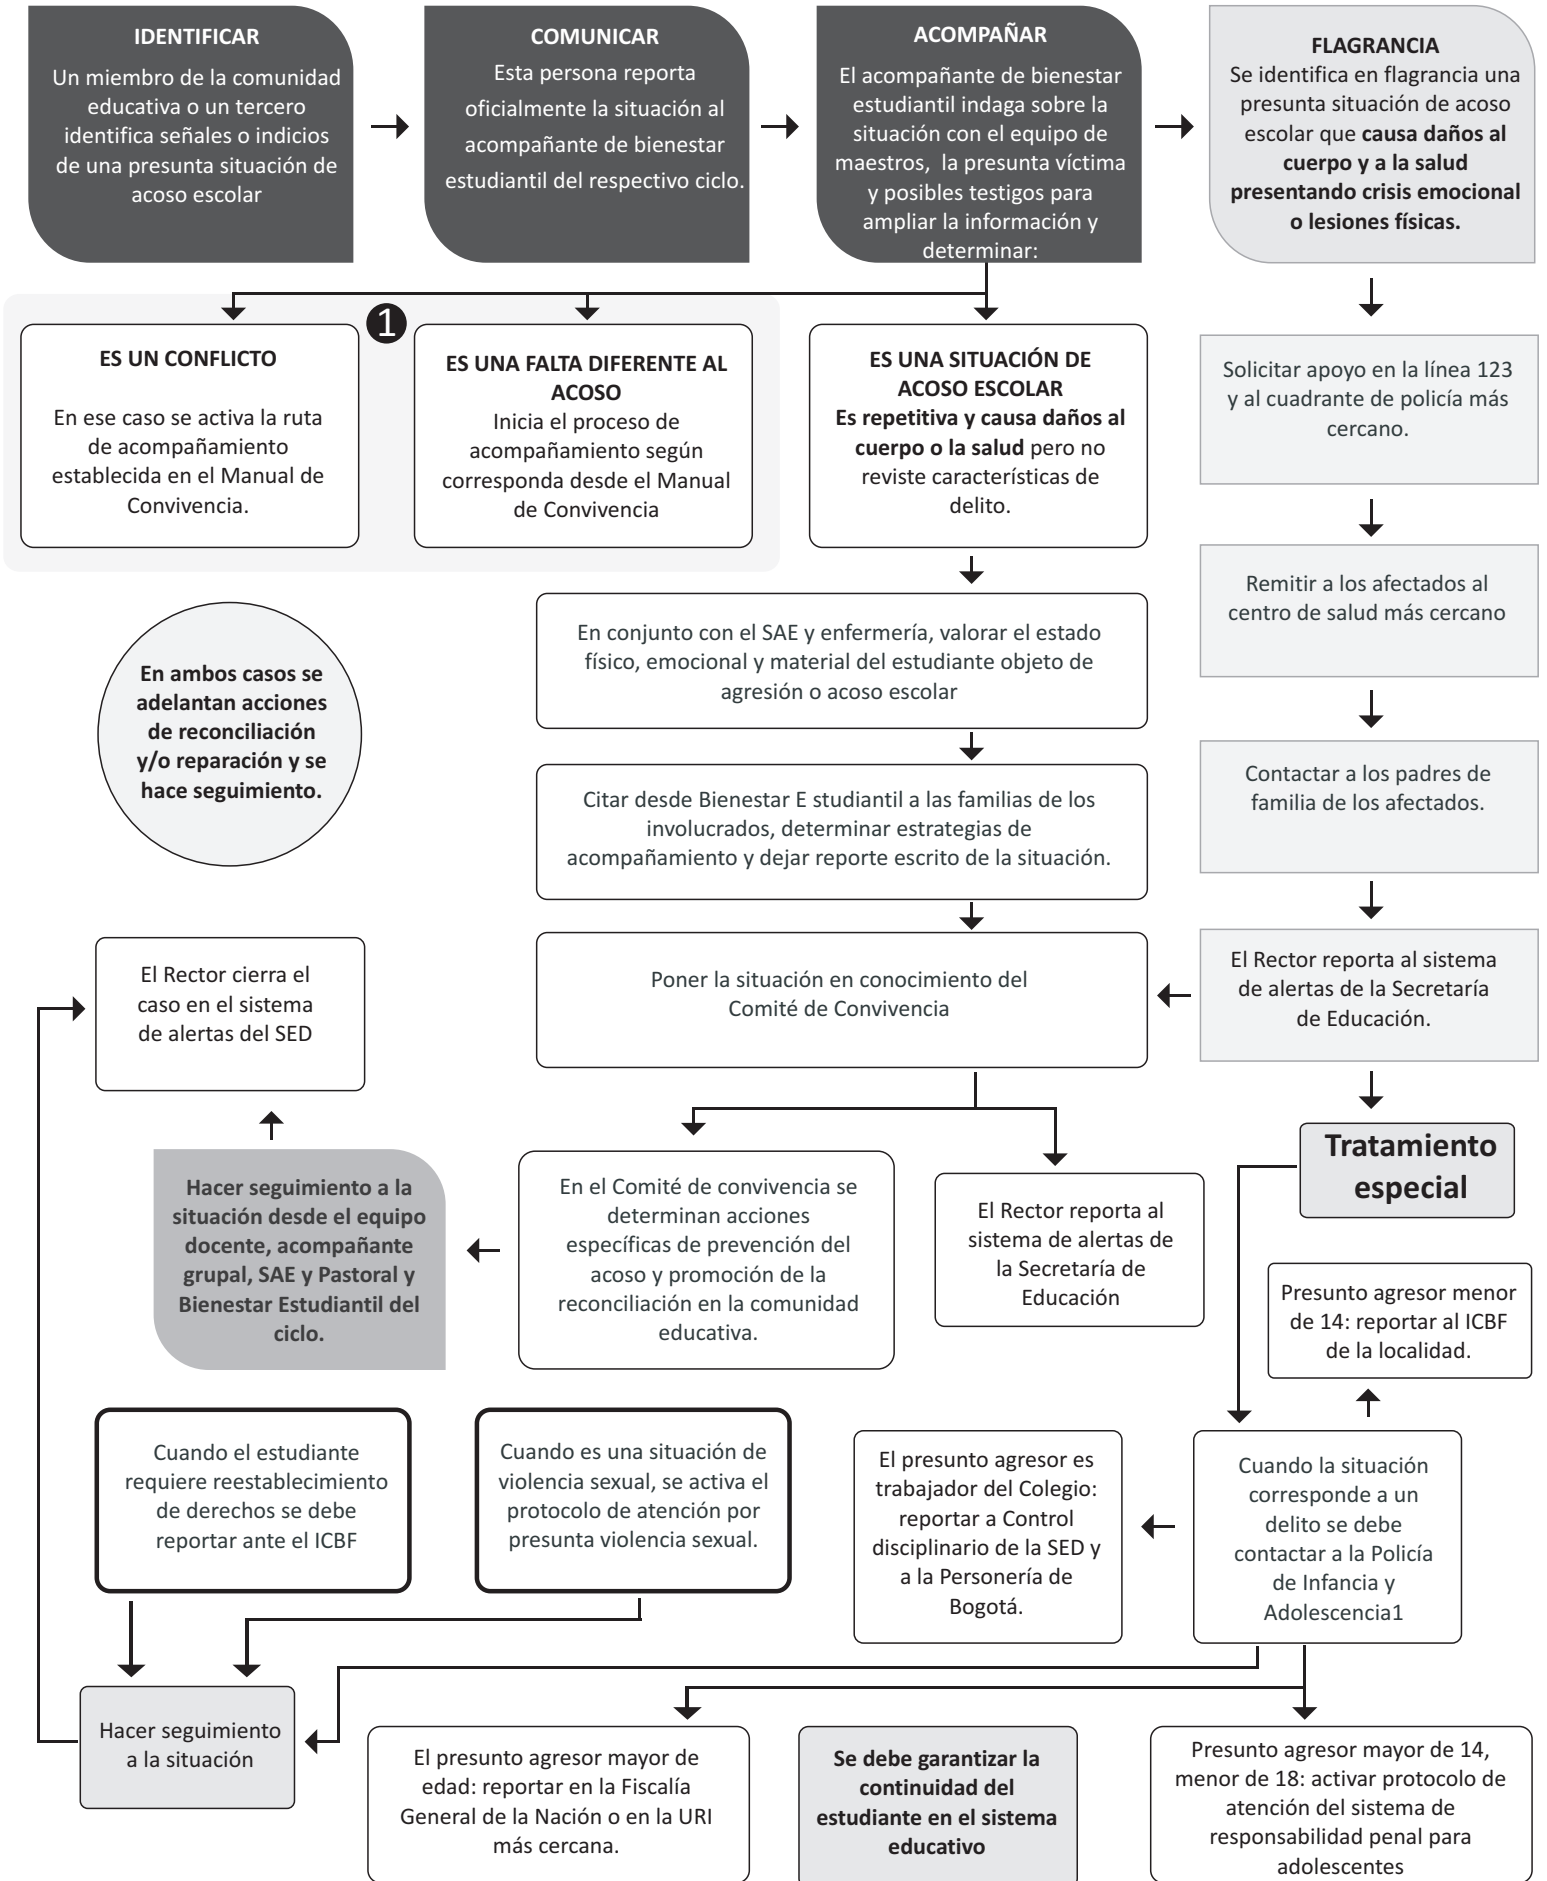 IDENTIFICAR
Un miembro de la comunidad
educativa o un tercero
identifica señales o indicios
de una presunta situación de
acoso escolar
COMUNICAR
Esta persona reporta
oficialmente la situación al
acompañante de bienestar
estudiantil del respectivo ciclo.
ACOMPAÑAR
El acompañante de bienestar
estudiantil indaga sobre la
situación con el equipo de
maestros, la presunta víctima
y posibles testigos para
ampliar la información y
determinar:
FLAGRANCIA
Se identifica en flagrancia una
presunta situación de acoso
escolar que causa daños al
cuerpo y a la salud
presentando crisis emocional
o lesiones físicas.
ES UN CONFLICTO
En ese caso se activa la ruta
de acompañamiento
establecida en el Manual de
Convivencia.
1
ES UNA FALTA DIFERENTE AL
ACOSO
Inicia el proceso de
acompañamiento según
corresponda desde el Manual
de Convivencia
ES UNA SITUACIÓN DE
ACOSO ESCOLAR
Es repetitiva y causa daños al
cuerpo o la salud pero no
reviste características de
delito.
Solicitar apoyo en la línea 123
y al cuadrante de policía más
cercano.
En ambos casos se
adelantan acciones
de reconciliación
y/o reparación y se
hace seguimiento.
En conjunto con el SAE y enfermería, valorar el estado
físico, emocional y material del estudiante objeto de
agresión o acoso escolar
Remitir a los afectados al
centro de salud más cercano
Citar desde Bienestar E studiantil a las familias de los
involucrados, determinar estrategias de
acompañamiento y dejar reporte escrito de la situación.
Contactar a los padres de
familia de los afectados.
El Rector cierra el
caso en el sistema
de alertas del SED
Poner la situación en conocimiento del
Comité de Convivencia
El Rector reporta al sistema
de alertas de la Secretaría
de Educación.
Hacer seguimiento a la
situación desde el equipo
docente, acompañante
grupal, SAE y Pastoral y
Bienestar Estudiantil del
ciclo.
En el Comité de convivencia se
determinan acciones
específicas de prevención del
acoso y promoción de la
reconciliación en la comunidad
educativa.
El Rector reporta al
sistema de alertas de
la Secretaría de
Educación
Tratamiento
especial
Presunto agresor menor
de 14: reportar al ICBF
de la localidad.
Cuando el estudiante
requiere reestablecimiento
de derechos se debe
reportar ante el ICBF
Cuando es una situación de
violencia sexual, se activa el
protocolo de atención por
presunta violencia sexual.
El presunto agresor es
trabajador del Colegio:
reportar a Control
disciplinario de la SED y
a la Personería de
Bogotá.
Cuando la situación
corresponde a un
delito se debe
contactar a la Policía
de Infancia y
Adolescencia1
Hacer seguimiento
a la situación
El presunto agresor mayor de
edad: reportar en la Fiscalía
General de la Nación o en la URI
más cercana.
Se debe garantizar la
continuidad del
estudiante en el sistema
educativo
Presunto agresor mayor de 14,
menor de 18: activar protocolo de
atención del sistema de
responsabilidad penal para
adolescentes